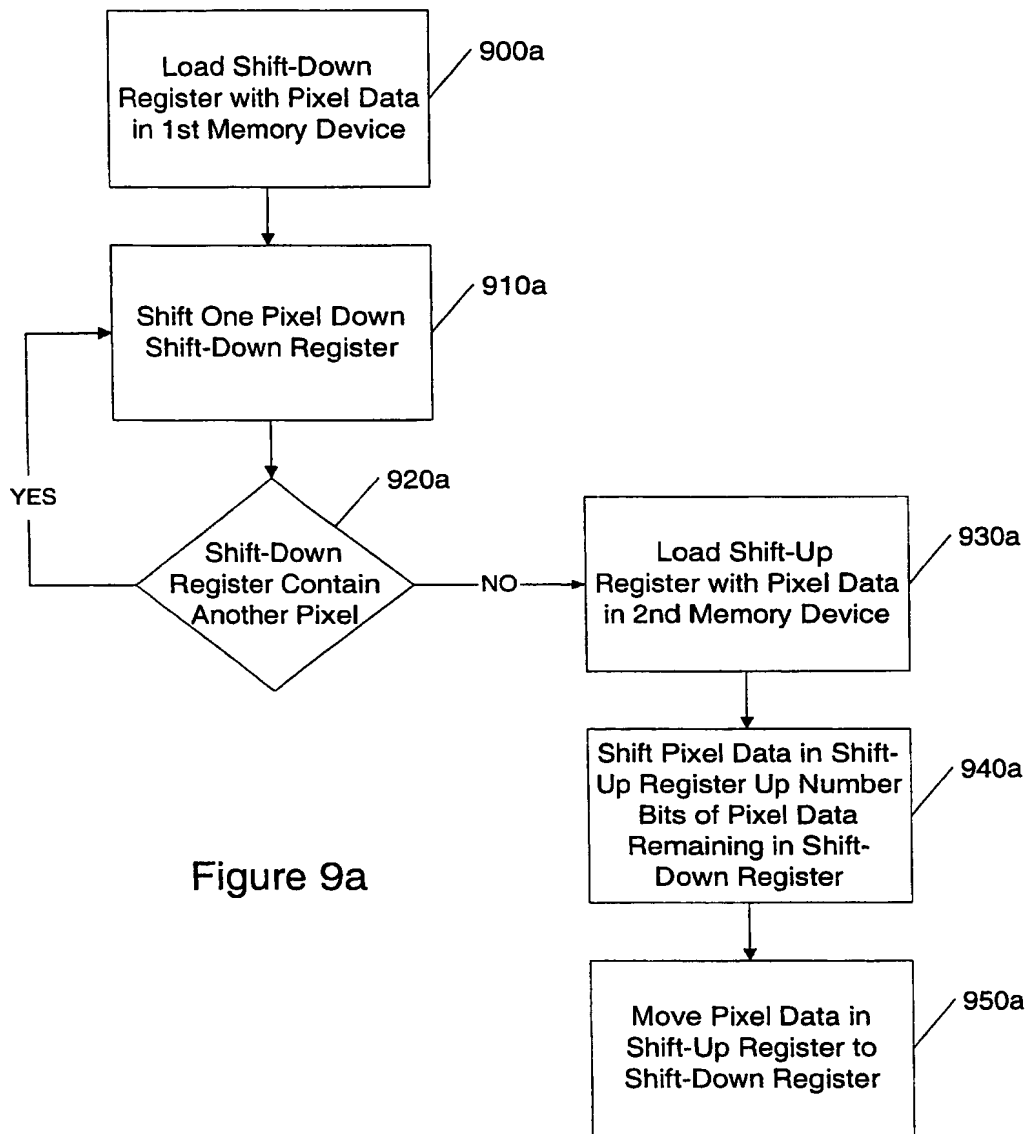 Load Shift-Down
Register with Pixel Data
in 1st Memory Device
900a
Shift One Pixel Down
Shift-Down Register
910a
YES
920a
Shift-Down
Register Contain
Another Pixel
NO
Load Shift-Up
Register with Pixel Data
in 2nd Memory Device
930a
Shift Pixel Data in Shift-
Up Register Up Number
Bits of Pixel Data
Remaining in Shift-
Down Register
940a
Figure 9a
Move Pixel Data in
Shift-Up Register to
Shift-Down Register
950a